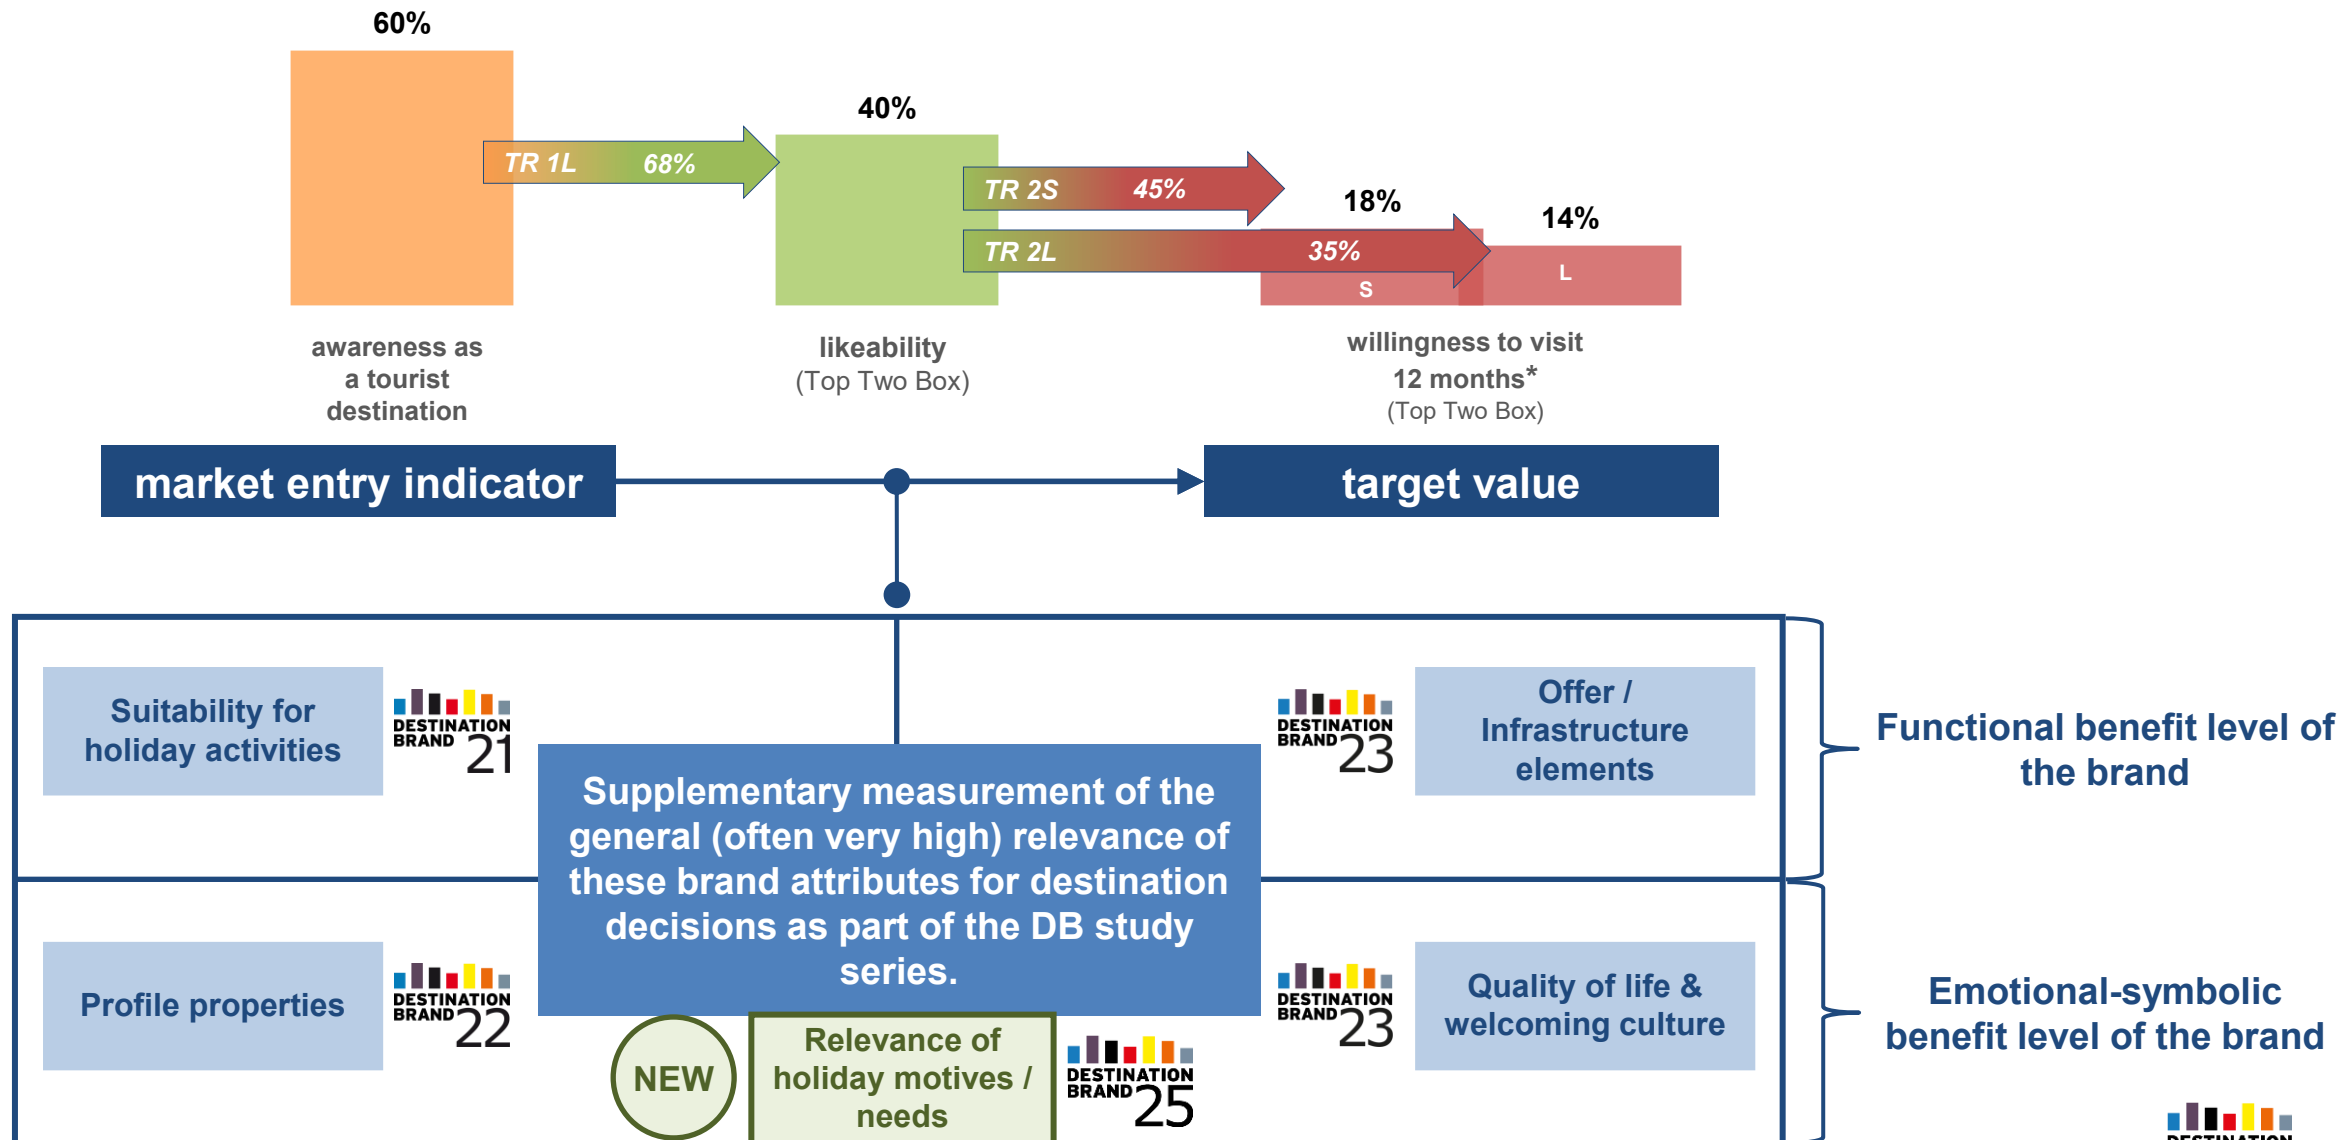 60%
40%
TR 1L 68%
TR 2S 45%
18%
14%
TR 2L 35%
S
L
awareness as
a tourist
destination
likeability
(Top Two Box)
willingness to visit
12 months*
(Top Two Box)
market entry indicator
target value
Suitability for
holiday activities
DESTINATION
BRAND 21
DESTINATION
BRAND 23
Offer /
Infrastructure
elements
Functional benefit level of
the brand
Supplementary measurement of the
general (often very high) relevance of
these brand attributes for destination
decisions as part of the DB study
series.
Profile properties
DESTINATION
BRAND 22
DESTINATION
BRAND 23
Quality of life &
welcoming culture
Emotional-symbolic
benefit level of the brand
NEW
Relevance of
holiday motives /
needs
DESTINATION
BRAND 25
DESTINATION